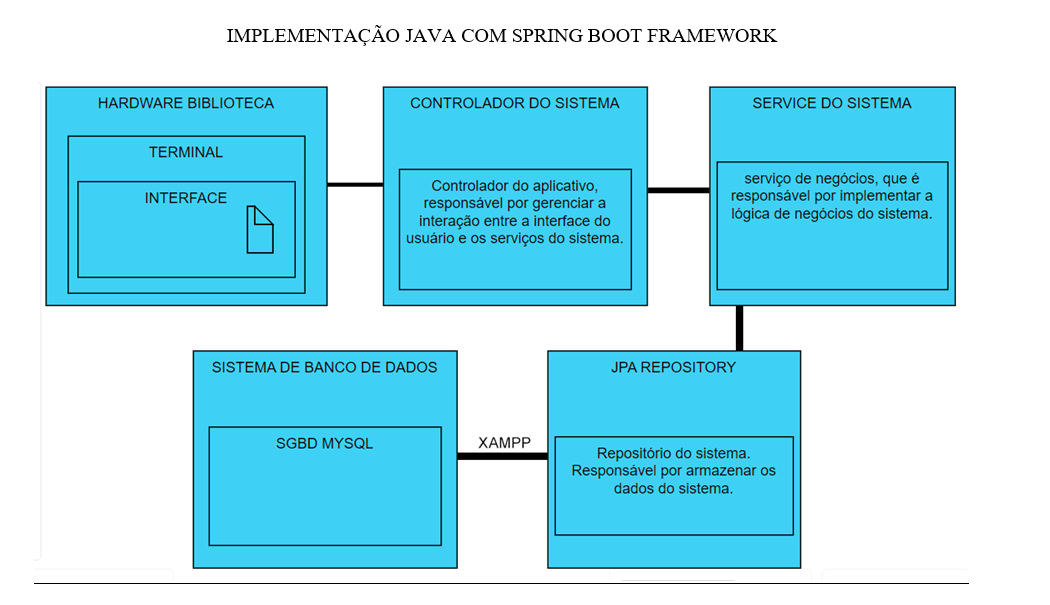 IMPLEMENTAÇÃO JAVA COM SPRING BOOT FRAMEWORK
HARDWARE BIBLIOTECA
TERMINAL
INTERFACE
CONTROLADOR DO SISTEMA
Controlador do aplicativo,
responsável por gerenciar a
interação entre a interface do
usuário e os serviços do sistema.
SERVICE DO SISTEMA
serviço de negócios, que é
responsável por implementar a
lógica de negócios do sistema.
SISTEMA DE BANCO DE DADOS
SGBD MYSQL
XAMPP
JPA REPOSITORY
Repositório do sistema.
Responsável por armazenar os
dados do sistema.